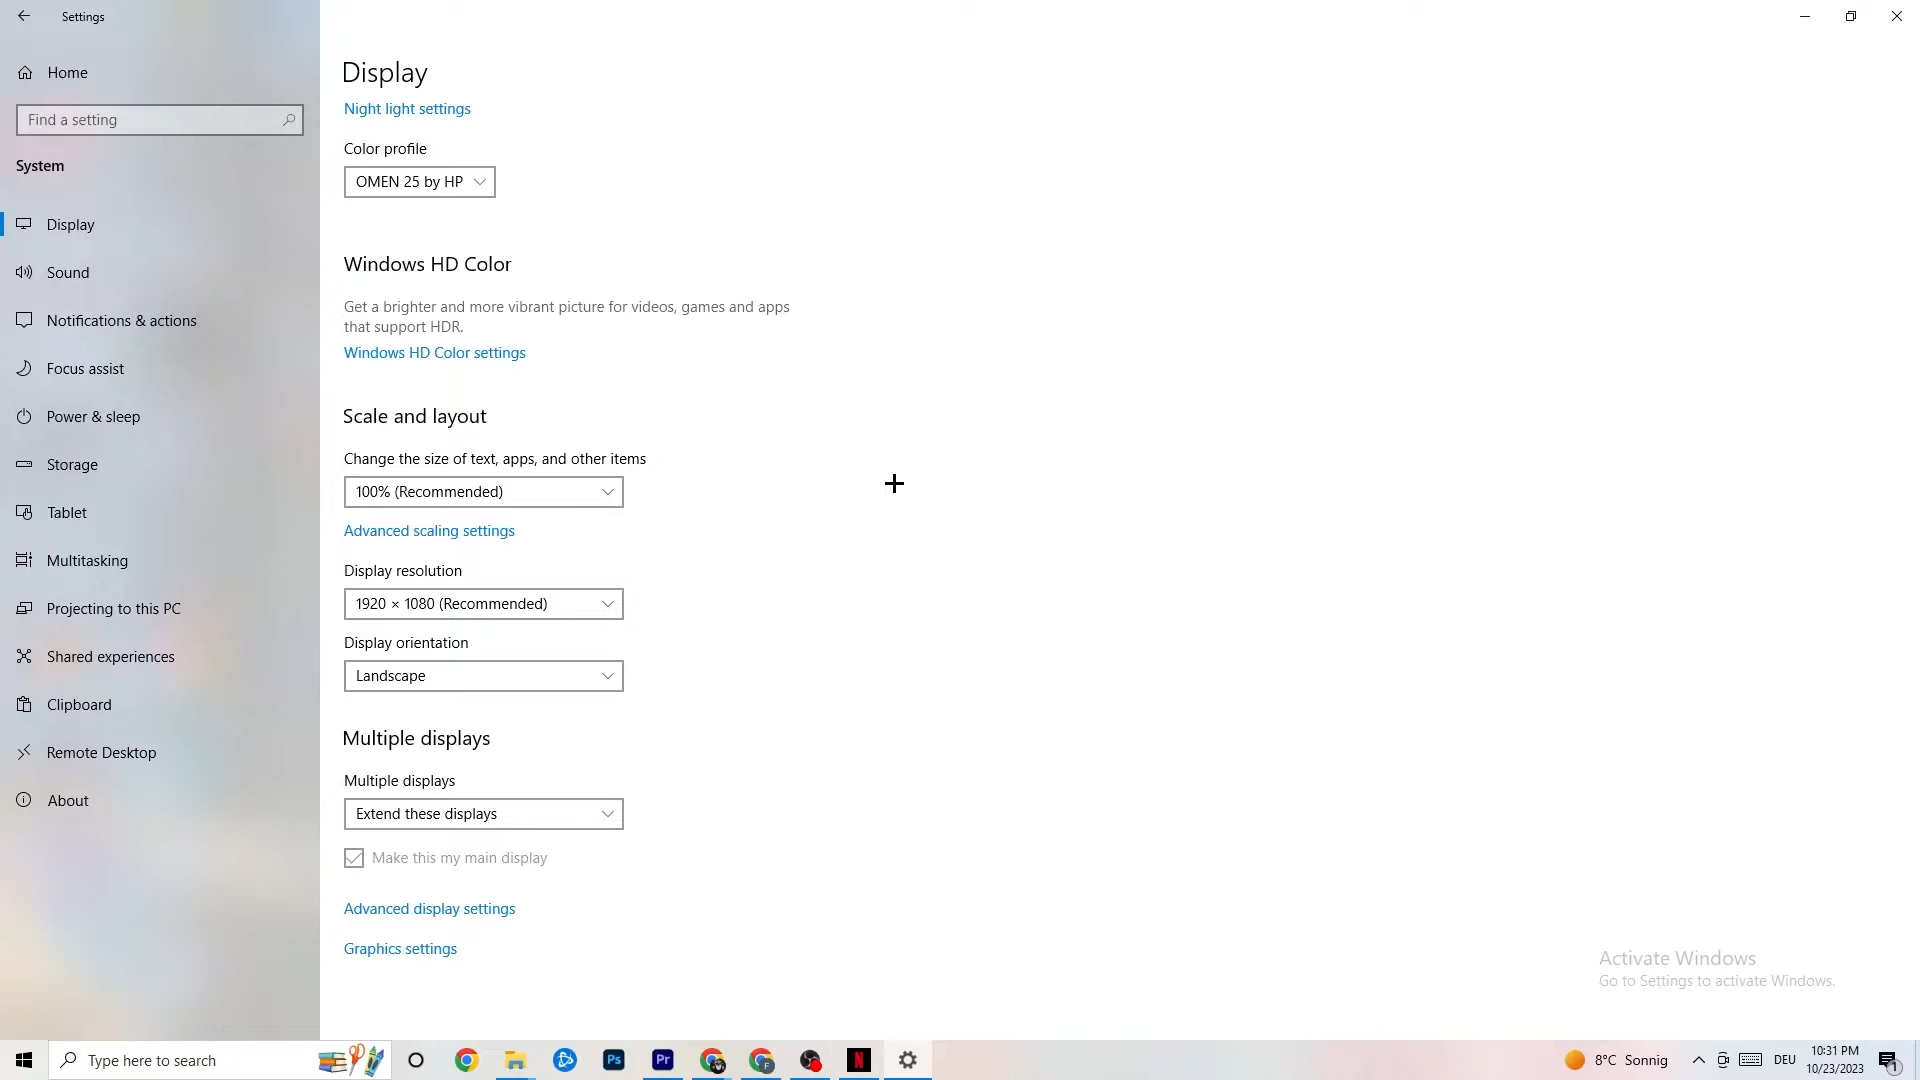 Settings
Home
Find a setting
System
Display
Sound
Notifications & actions
Focus assist
Power & sleep
Storage
Tablet
Multitasking
Projecting to this PC
Shared experiences
Clipboard
Remote Desktop
About
Display
Night light settings
Color profile
OMEN 25 by HP
Windows HD Color
Get a brighter and more vibrant picture for videos, games and apps
that support HDR.
Windows HD Color settings
Scale and layout
Change the size of text, apps, and other items
100% (Recommended)
Advanced scaling settings
Display resolution
1920 × 1080 (Recommended)
Display orientation
Landscape
Multiple displays
Multiple displays
Extend these displays
Make this my main display
Advanced display settings
Graphics settings
Activate Windows
Go to Settings to activate Windows.
Type here to search
Ps
Pr
F
N
8°C Sonnig
DEU
10:31 PM
10/23/2023
1